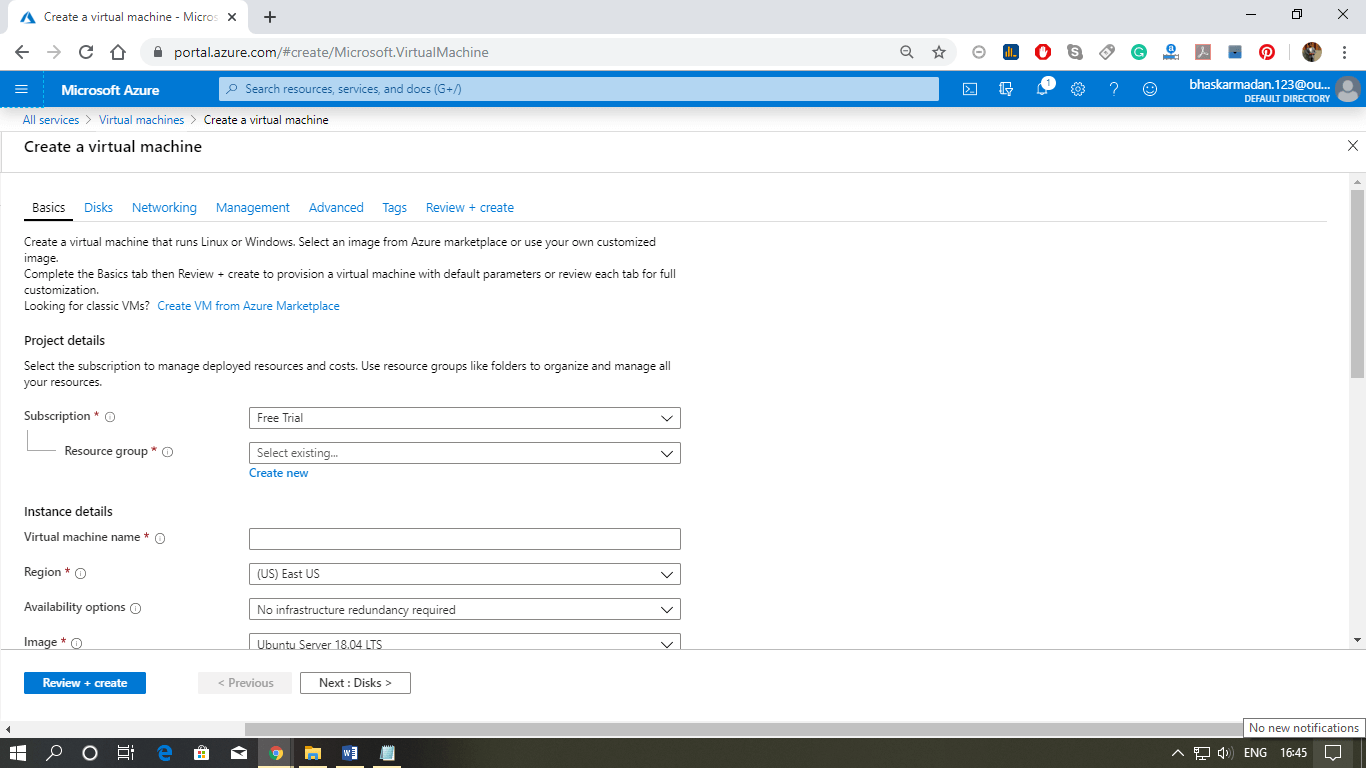 Create a virtual machine - Micros
portal.azure.com/#create/Microsoft.VirtualMachine
Microsoft Azure
Search resources, services, and docs (G+/)
1
bhaskarmadan.123@ou...
DEFAULT DIRECTORY
All services > Virtual machines > Create a virtual machine
Create a virtual machine
Basics Disks Networking Management Advanced Tags Review + create
Create a virtual machine that runs Linux or Windows. Select an image from Azure marketplace or use your own customized
image.
Complete the Basics tab then Review + create to provision a virtual machine with default parameters or review each tab for full
customization.
Looking for classic VMs? Create VM from Azure Marketplace
Project details
Select the subscription to manage deployed resources and costs. Use resource groups like folders to organize and manage all
your resources.
Subscription * Free Trial
Resource group * Select existing...
Create new
Instance details
Virtual machine name *
Region * (US) East US
Availability options No infrastructure redundancy required
Image * Ubuntu Server 18.04 LTS
Review + create < Previous Next : Disks >
No new notifications
ENG 16:45